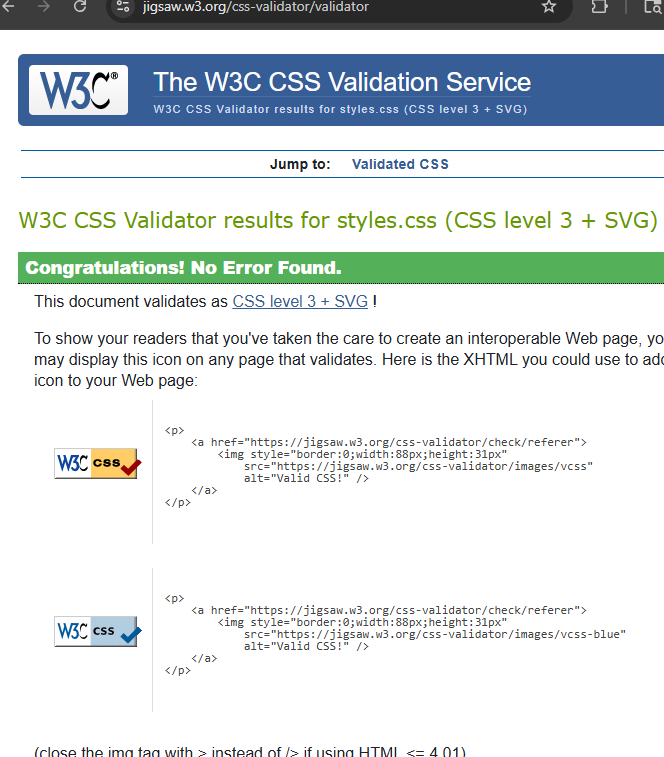 jigsaw.w3.org/css-validator/validator
W3C®
The W3C CSS Validation Service
W3C CSS Validator results for styles.css (CSS level 3 + SVG)
Jump to: Validated CSS
W3C CSS Validator results for styles.css (CSS level 3 + SVG)
Congratulations! No Error Found.
This document validates as CSS level 3 + SVG !
To show your readers that you've taken the care to create an interoperable Web page, yo
may display this icon on any page that validates. Here is the XHTML you could use to add
icon to your Web page:
W3C css
<p>
<a href="https://jigsaw.w3.org/css-validator/check/referer">
<img style="border:0;width:88px;height:31px"
src="https://jigsaw.w3.org/css-validator/images/vcss"
alt="Valid CSS!" />
</a>
</p>
W3C css
<p>
<a href="https://jigsaw.w3.org/css-validator/check/referer">
<img style="border:0;width:88px;height:31px"
src="https://jigsaw.w3.org/css-validator/images/vcss-blue"
alt="Valid CSS!" />
</a>
</p>
(close the img tag with > instead of /> if using HTML <= 4.01)